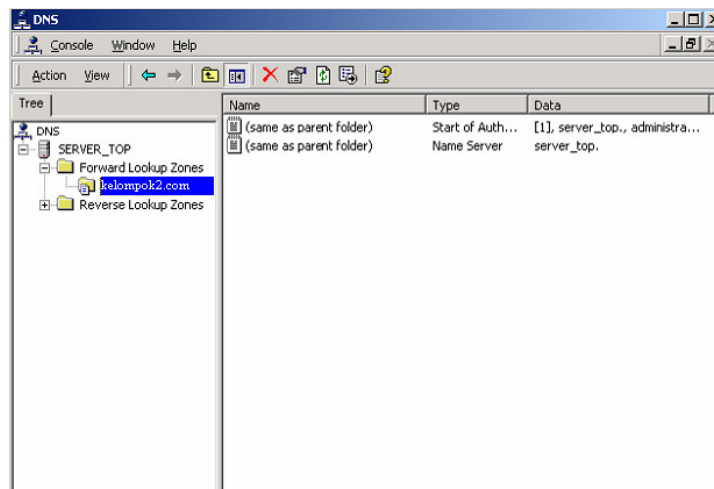 DNS
Console Window Help
Action View
Tree
Name Type Data
DNS
SERVER_TOP
Forward Lookup Zones
kelompok2.com
Reverse Lookup Zones
(same as parent folder) Start of Auth... [1], server_top., administra...
(same as parent folder) Name Server server_top.